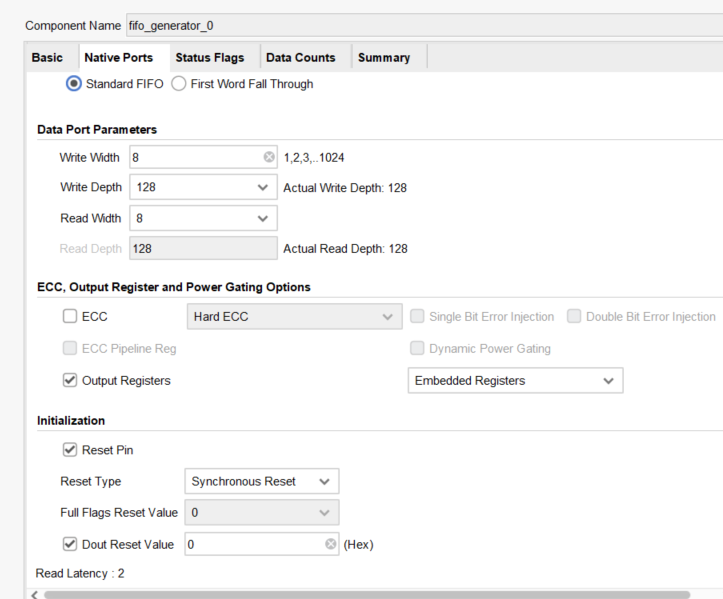 Component Name fifo_generator_0
Basic Native Ports Status Flags Data Counts Summary
Standard FIFO First Word Fall Through
Data Port Parameters
Write Width 8 1,2,3,..1024
Write Depth 128 Actual Write Depth: 128
Read Width 8
Read Depth 128 Actual Read Depth: 128
ECC, Output Register and Power Gating Options
ECC Hard ECC Single Bit Error Injection Double Bit Error Injection
ECC Pipeline Reg Dynamic Power Gating
Output Registers Embedded Registers
Initialization
Reset Pin
Reset Type Synchronous Reset
Full Flags Reset Value 0
Dout Reset Value 0 (Hex)
Read Latency : 2